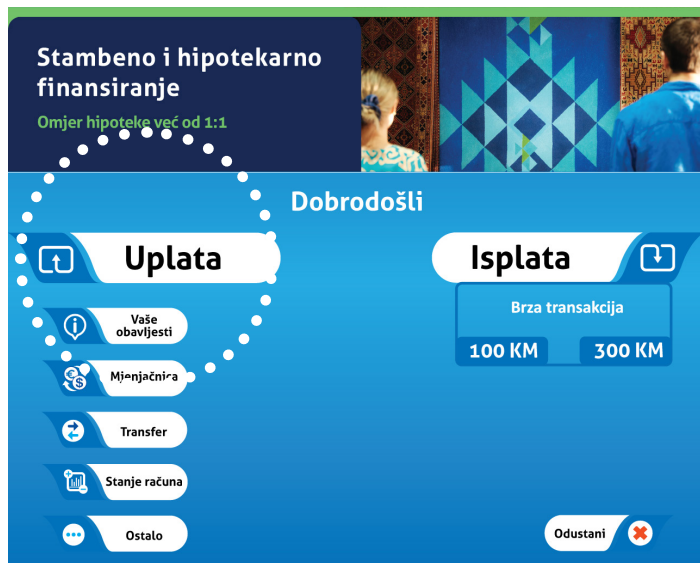 Stambeno i hipotekarno
finansiranje
Omjer hipoteke već od 1:1
Dobrodošli
Uplata
Isplata
Vaše
obavljesti
Brza transakcija
100 KM
300 KM
Mjenjačnica
Transfer
Stanje računa
Ostalo
Odustani